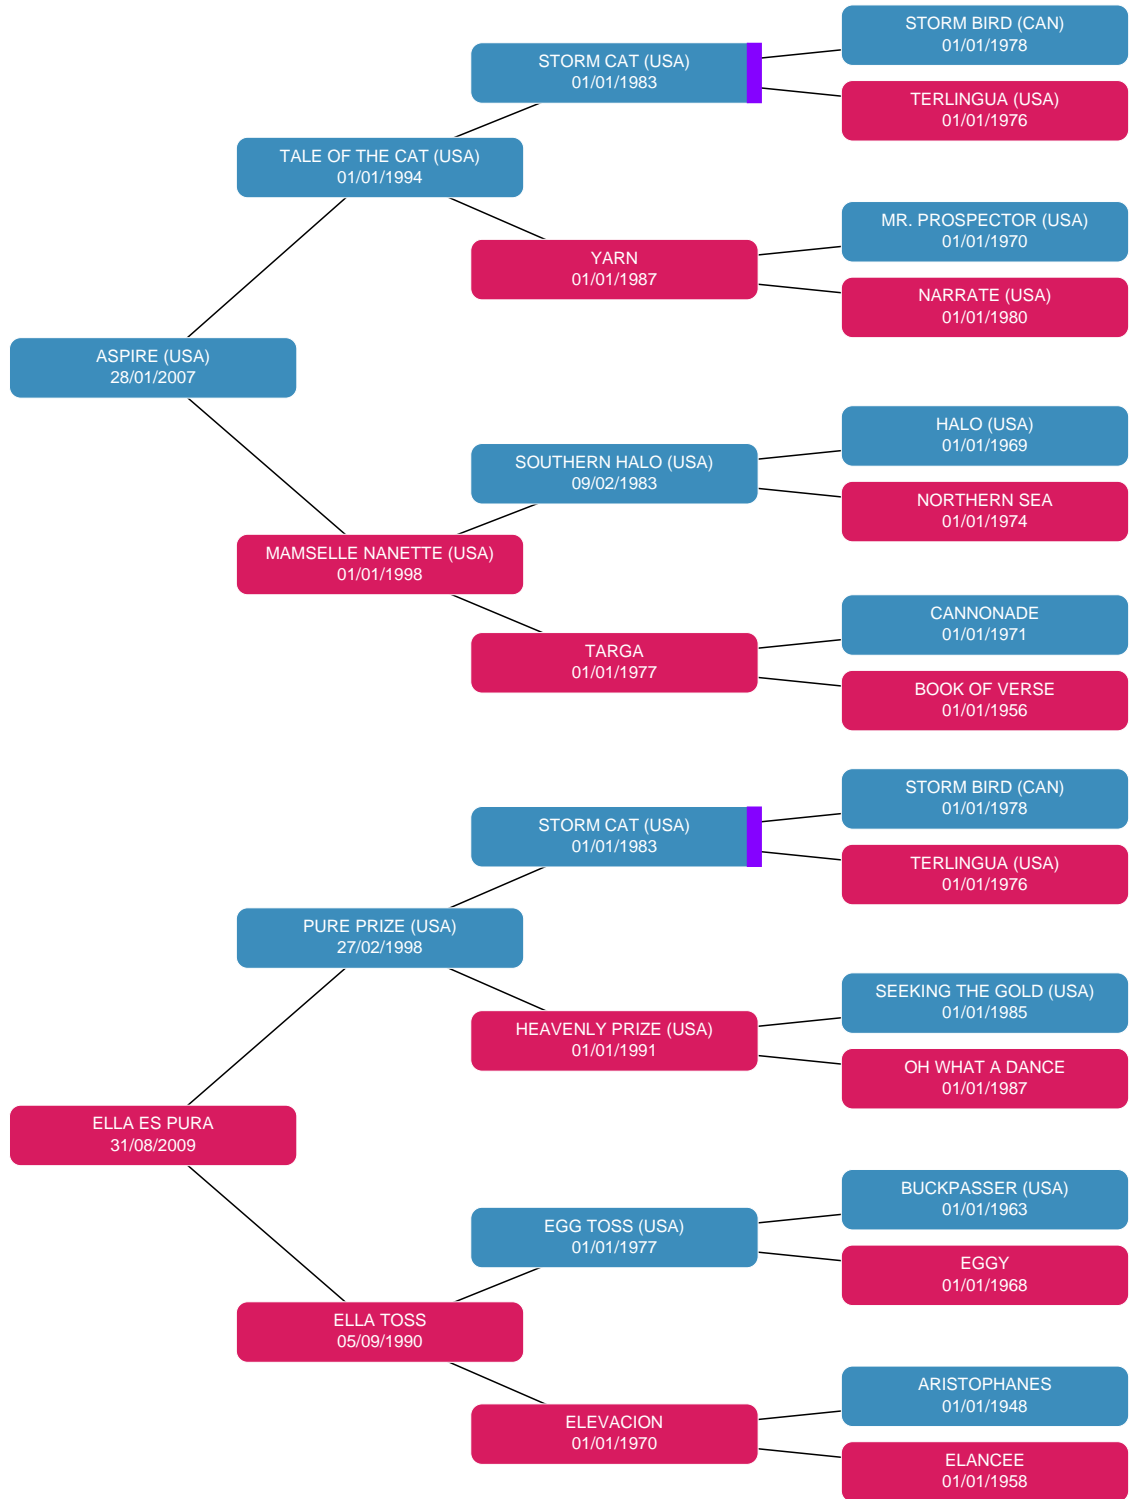 STORM BIRD (CAN)
01/01/1978
STORM CAT (USA)
01/01/1983
TERLINGUA (USA)
01/01/1976
TALE OF THE CAT (USA)
01/01/1994
MR. PROSPECTOR (USA)
01/01/1970
YARN
01/01/1987
NARRATE (USA)
01/01/1980
ASPIRE (USA)
28/01/2007
HALO (USA)
01/01/1969
SOUTHERN HALO (USA)
09/02/1983
NORTHERN SEA
01/01/1974
MAMSELLE NANETTE (USA)
01/01/1998
CANNONADE
01/01/1971
TARGA
01/01/1977
BOOK OF VERSE
01/01/1956
STORM BIRD (CAN)
01/01/1978
STORM CAT (USA)
01/01/1983
TERLINGUA (USA)
01/01/1976
PURE PRIZE (USA)
27/02/1998
SEEKING THE GOLD (USA)
01/01/1985
HEAVENLY PRIZE (USA)
01/01/1991
OH WHAT A DANCE
01/01/1987
ELLA ES PURA
31/08/2009
BUCKPASSER (USA)
01/01/1963
EGG TOSS (USA)
01/01/1977
EGGY
01/01/1968
ELLA TOSS
05/09/1990
ARISTOPHANES
01/01/1948
ELEVACION
01/01/1970
ELANCEE
01/01/1958